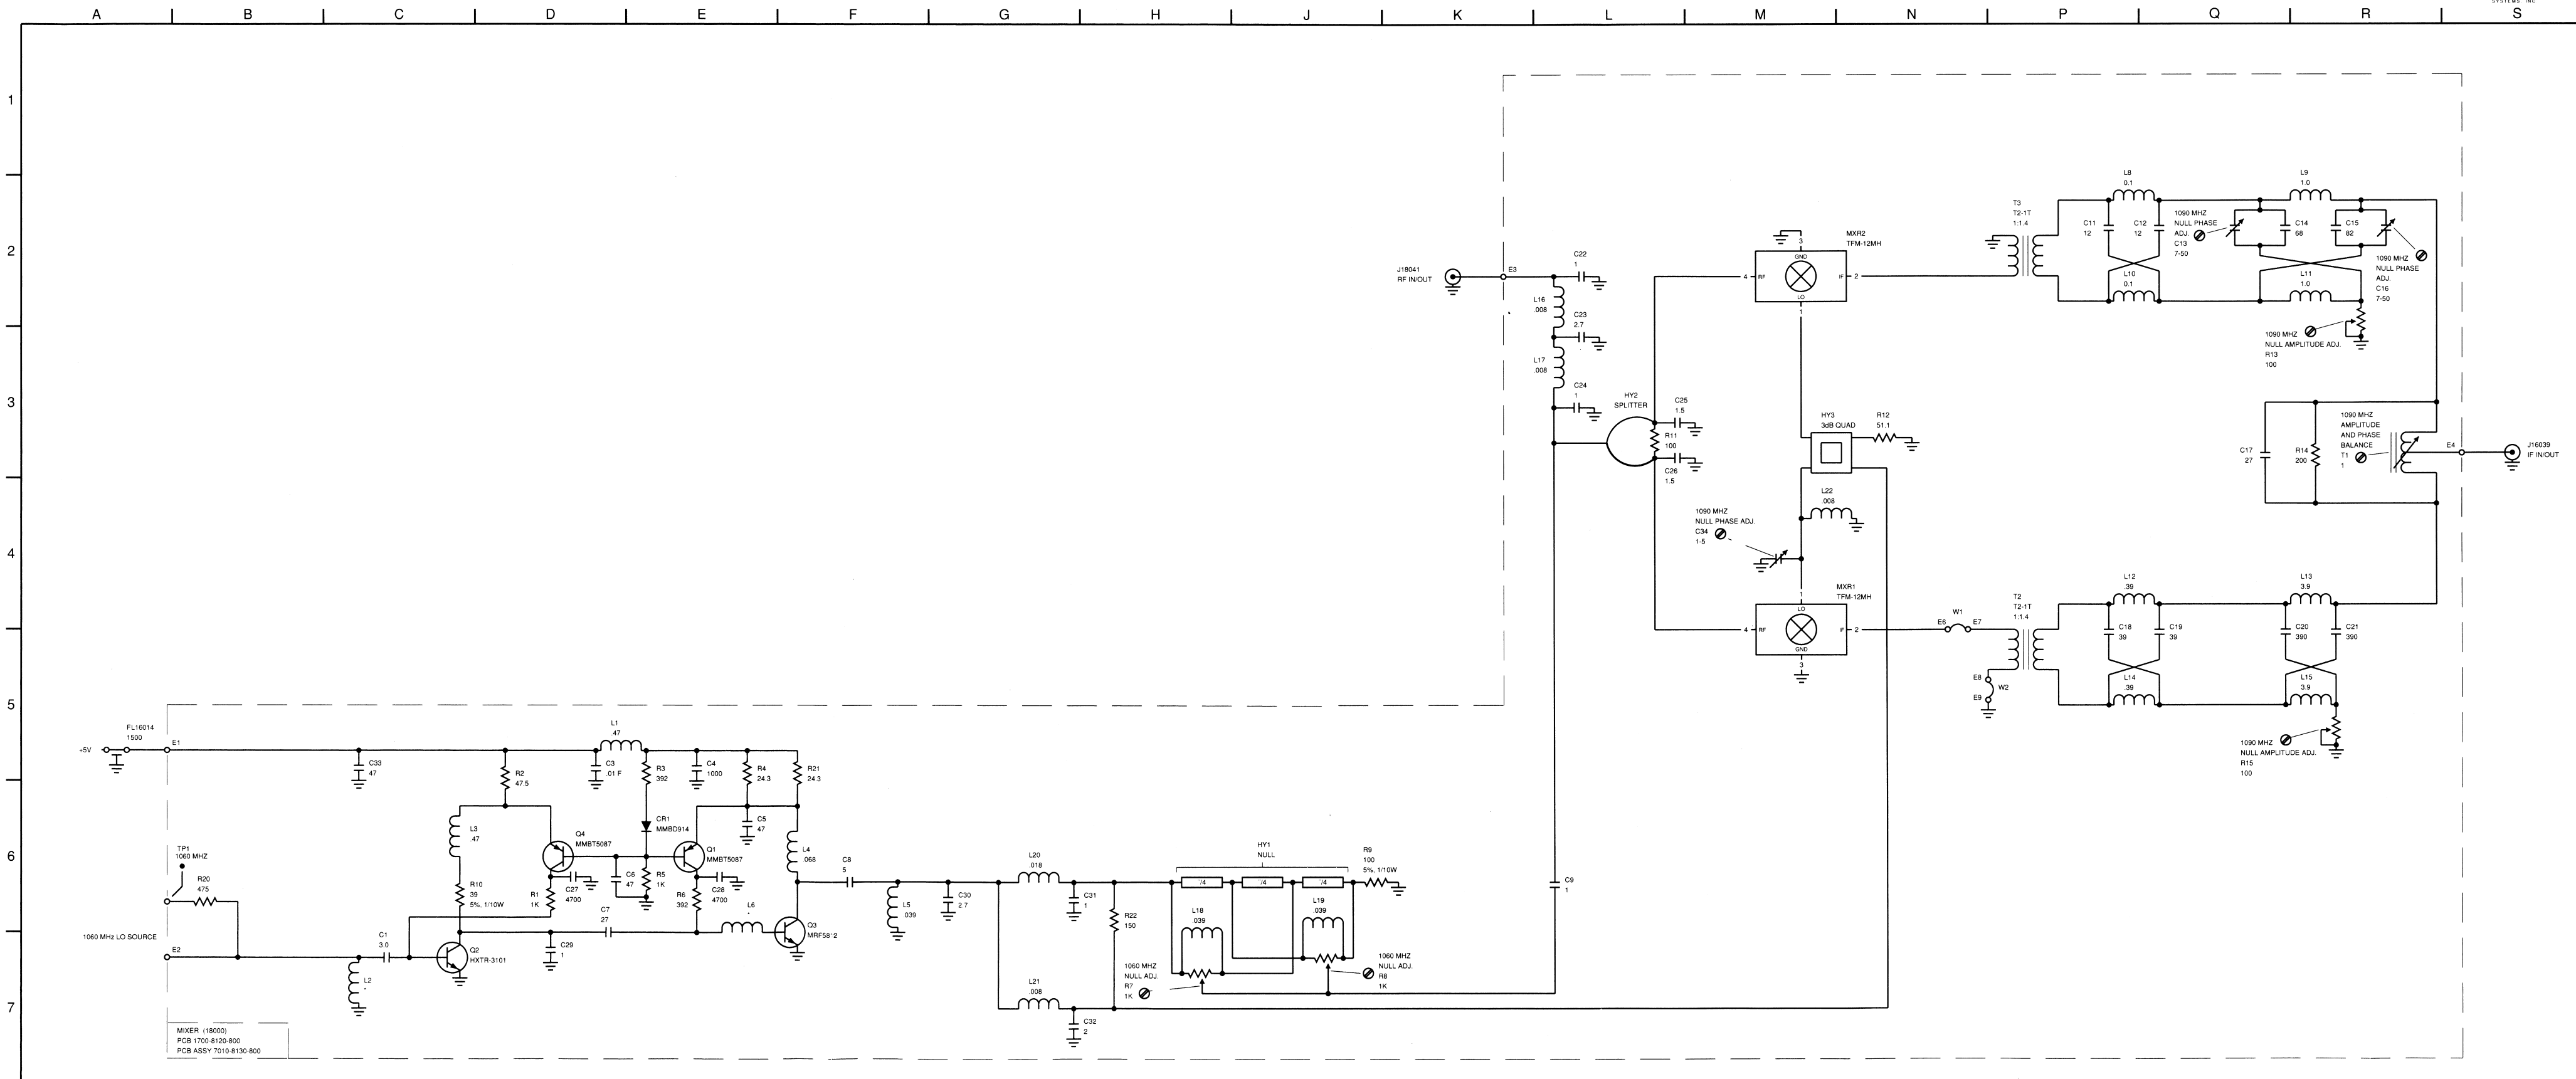 SYSTEMS INC
A B C D E F G H J K L M N P Q R S
1
2
3
4
5
6
7
L8
0.1
L9
1.0
T3
T2-1T
1:1.4
C11
12
C12
12
1090 MHZ
NULL PHASE
ADJ.
C13
7-50
C14
68
C15
82
1090 MHZ
NULL PHASE
ADJ.
C16
7-50
L10
0.1
L11
1.0
1090 MHZ
NULL AMPLITUDE ADJ.
R13
100
MXR2
TFM-12MH
3
GND
4
RF
IF
2
LO
1
J18041
RF IN/OUT
E3
C22
1
L16
.008
C23
2.7
L17
.008
C24
1
HY2
SPLITTER
C25
1.5
R11
100
C26
1.5
HY3
3dB QUAD
R12
51.1
L22
.008
1090 MHZ
NULL PHASE ADJ.
C34
1-5
C17
27
R14
200
1090 MHZ
AMPLITUDE
AND PHASE
BALANCE
T1
1
E4
J16039
IF IN/OUT
MXR1
TFM-12MH
1
LO
4
RF
IF
2
GND
3
W1
E6
E7
T2
T2-1T
1:1.4
E8
W2
E9
L12
.39
L13
3.9
C18
39
C19
39
C20
390
C21
390
L14
.39
L15
3.9
1090 MHZ
NULL AMPLITUDE ADJ.
R15
100
+5V
FL16014
1500
E1
C33
47
R2
47.5
L1
.47
C3
.01 F
R3
392
C4
1000
R4
24.3
R21
24.3
L3
.47
Q4
MMBT5087
CR1
MMBD914
Q1
MMBT5087
C5
47
L4
.068
TP1
1060 MHZ
R20
475
R10
39
5%, 1/10W
R1
1K
C27
4700
C6
47
R5
1K
R6
392
C28
4700
C7
27
L6
C8
5
L5
.039
C30
2.7
L20
.018
C31
1
R22
150
HY1
NULL
R9
100
5%, 1/10W
L18
.039
L19
.039
C9
1
1060 MHz LO SOURCE
E2
C1
3.0
Q2
HXTR-3101
C29
1
Q3
L2
L21
.008
C32
2
1060 MHZ
NULL ADJ.
R7
1K
1060 MHZ
NULL ADJ.
R8
1K
MIXER (18000)
PCB 1700-8120-800
PCB ASSY 7010-8130-800